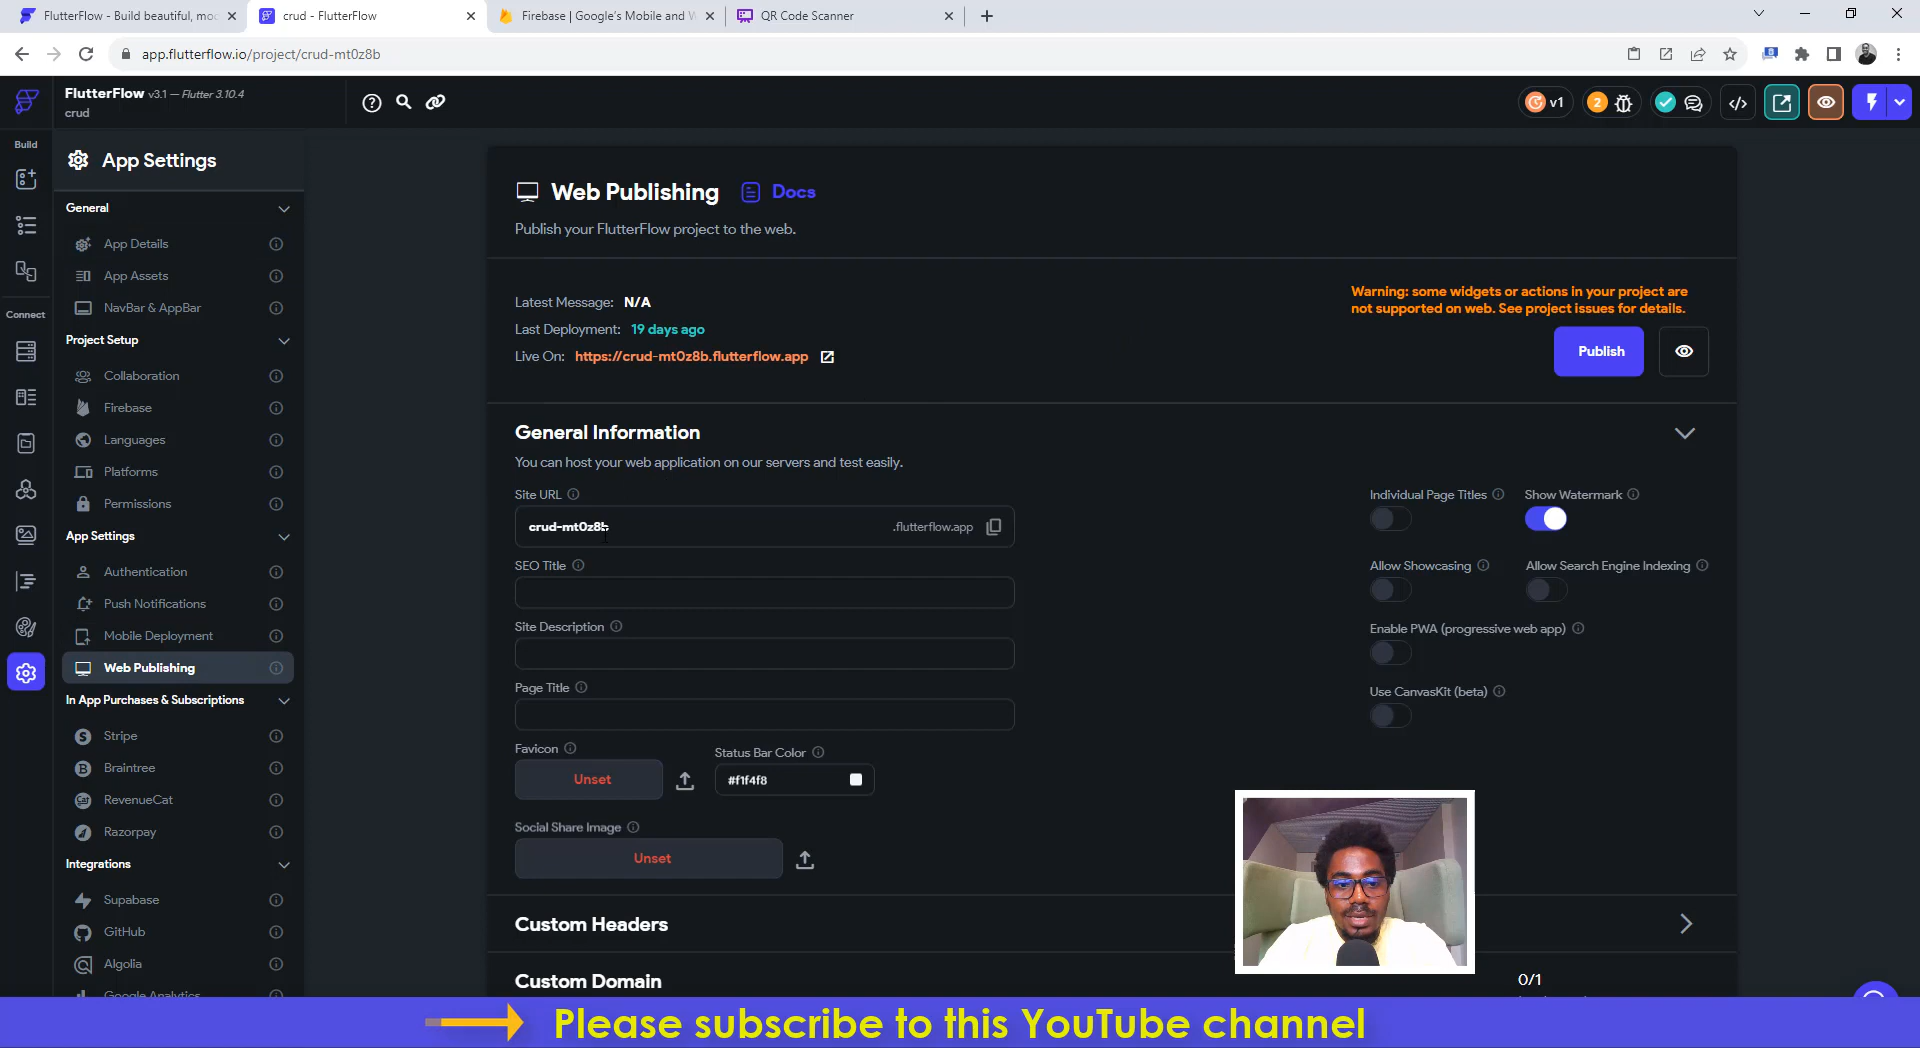 FlutterFlow - Build beautiful, moc
crud - FlutterFlow
Firebase | Google's Mobile and W
QR Code Scanner
app.flutterflow.io/project/crud-mt0z8b
FlutterFlow v3.1 — Flutter 3.10.4
crud
v1
2
Build
Connect
App Settings
General
App Details
App Assets
NavBar & AppBar
Project Setup
Collaboration
Firebase
Languages
Platforms
Permissions
App Settings
Authentication
Push Notifications
Mobile Deployment
Web Publishing
In App Purchases & Subscriptions
Stripe
Braintree
RevenueCat
Razorpay
Integrations
Supabase
GitHub
Algolia
Google Analytics
Web Publishing
Docs
Publish your FlutterFlow project to the web.
Latest Message: N/A
Last Deployment: 19 days ago
Live On: https://crud-mt0z8b.flutterflow.app
Warning: some widgets or actions in your project are
not supported on web. See project issues for details.
Publish
General Information
You can host your web application on our servers and test easily.
Site URL
crud-mt0z8b
.flutterflow.app
SEO Title
Site Description
Page Title
Favicon
Unset
Status Bar Color
#f1f4f8
Social Share Image
Unset
Individual Page Titles
Show Watermark
Allow Showcasing
Allow Search Engine Indexing
Enable PWA (progressive web app)
Use CanvasKit (beta)
Custom Headers
Custom Domain
0/1
Please subscribe to this YouTube channel